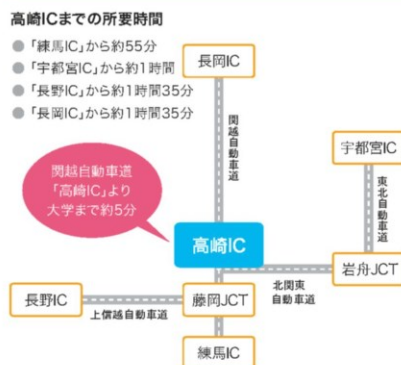 高崎ICまでの所要時間
●「練馬IC」から約55分
●「宇都宮IC」から約1時間
●「長野IC」から約1時間35分
●「長岡IC」から約1時間35分
長岡IC
関越自動車道
宇都宮IC
東北自動車道
関越自動車道
「高崎IC」より
大学まで約5分
高崎IC
岩舟JCT
北関東
自動車道
長野IC
上信越自動車道
藤岡JCT
練馬IC